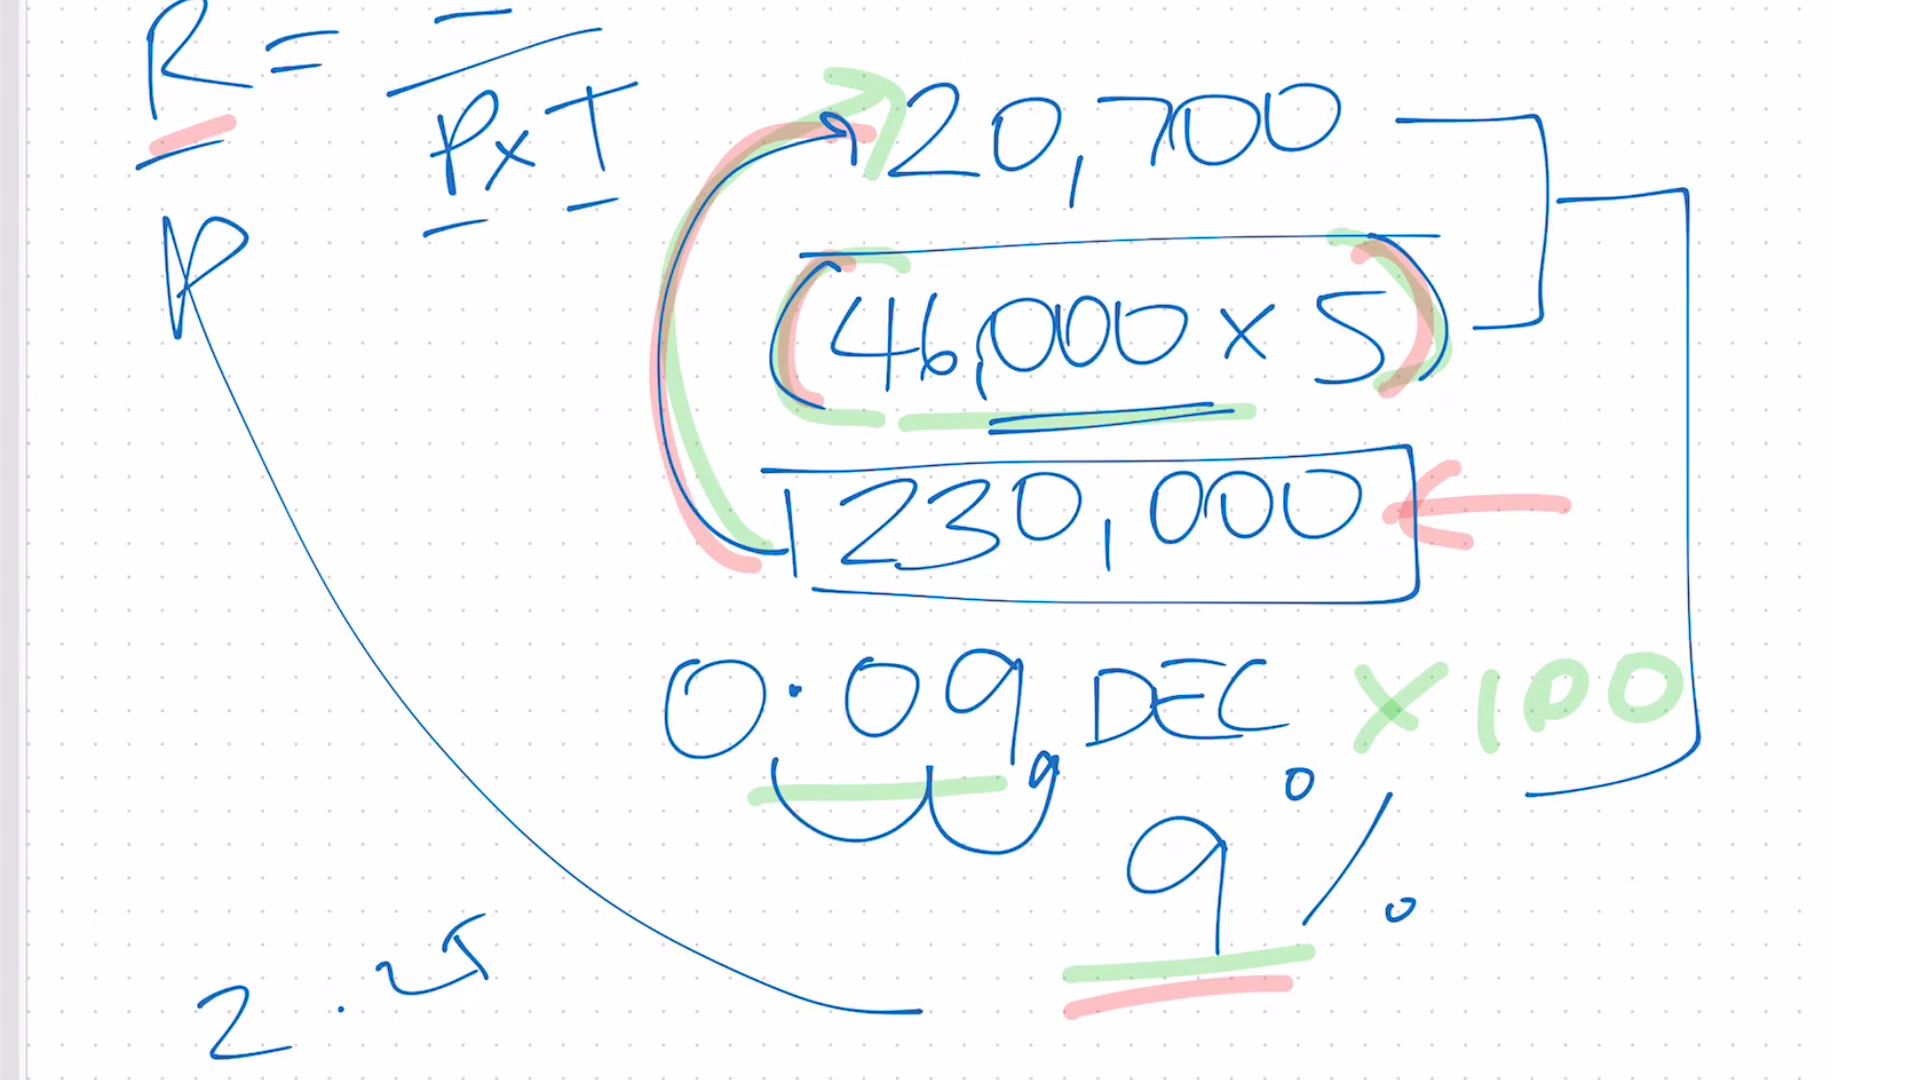 R =
P x T
P
20,700
(46,000 x 5)
230,000
0.09 DEC x100
9%
2.25